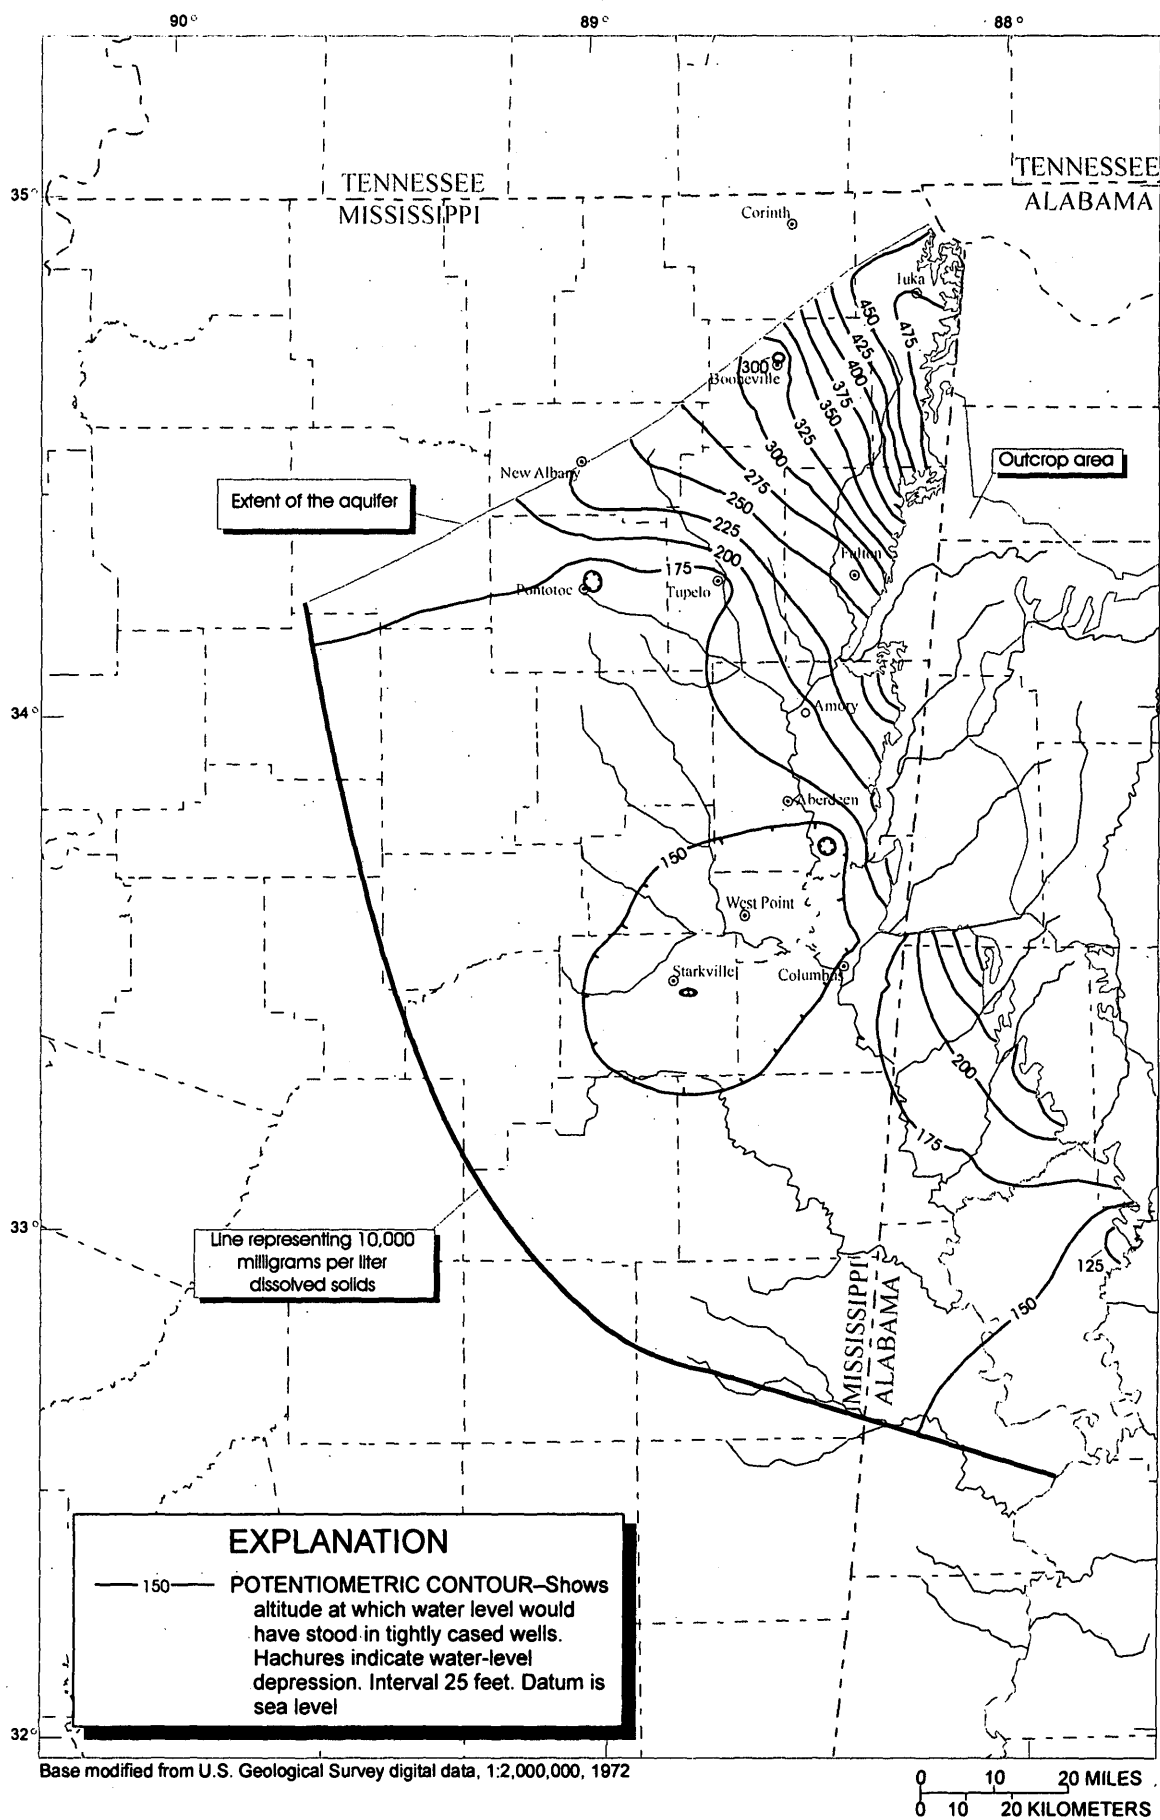 90° 89° 88°
35°
TENNESSEE
MISSISSIPPI
TENNESSEE
ALABAMA
Corinth
Iuka
450
475
425
400
375
350
325
300
300
Booneville
275
250
225
200
175
New Albany
Outcrop area
Extent of the aquifer
Fulton
Pontotoc
Tupelo
34°
Amory
Aberdeen
150
West Point
Starkville
Columbus
200
175
33°
Line representing 10,000
milligrams per liter
dissolved solids
125
150
MISSISSIPPI
ALABAMA
EXPLANATION
150 POTENTIOMETRIC CONTOUR–Shows
altitude at which water level would
have stood in tightly cased wells.
Hachures indicate water-level
depression. Interval 25 feet. Datum is
sea level
32°
Base modified from U.S. Geological Survey digital data, 1:2,000,000, 1972
0 10 20 MILES
0 10 20 KILOMETERS